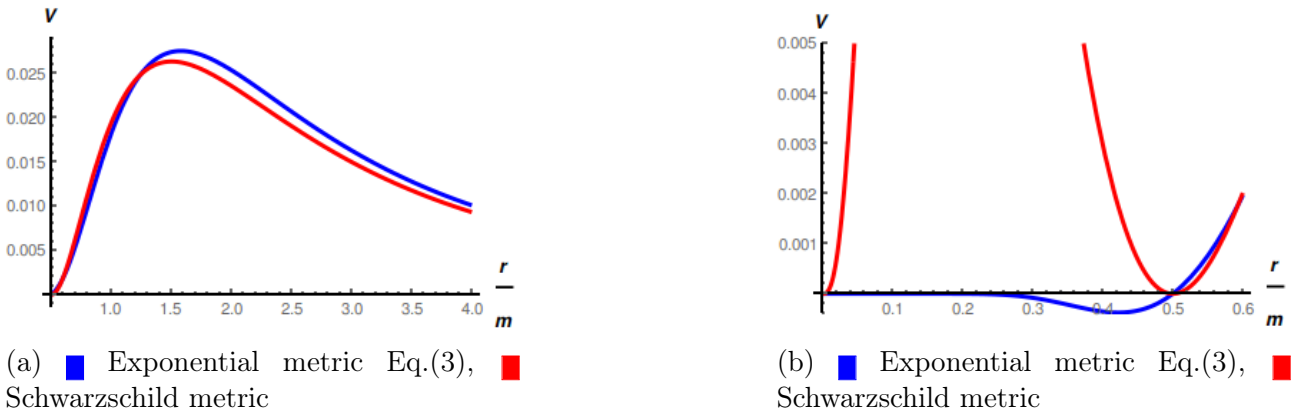 V
0.025
0.020
0.015
0.010
0.005
1.0 1.5 2.0 2.5 3.0 3.5 4.0
r
m
(a) Exponential metric Eq.(3),
Schwarzschild metric
V
0.005
0.004
0.003
0.002
0.001
0.1 0.2 0.3 0.4 0.5 0.6
r
m
(b) Exponential metric Eq.(3),
Schwarzschild metric